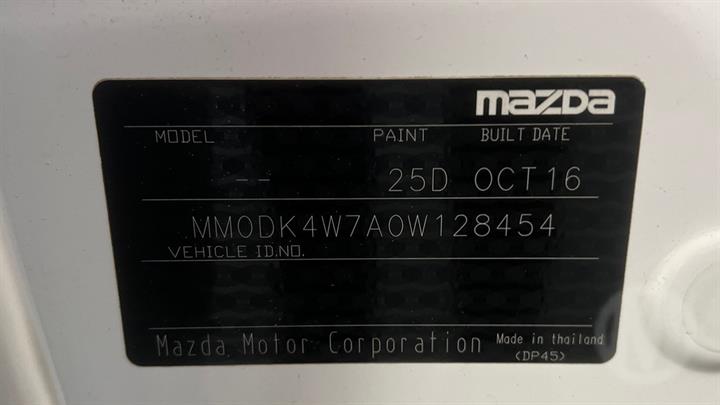 mazda
MODEL PAINT BUILT DATE
-- 25D OCT16
MM0DK4W7A0W128454
VEHICLE ID.NO.
Mazda Motor Corporation Made in thailand
(DP45)